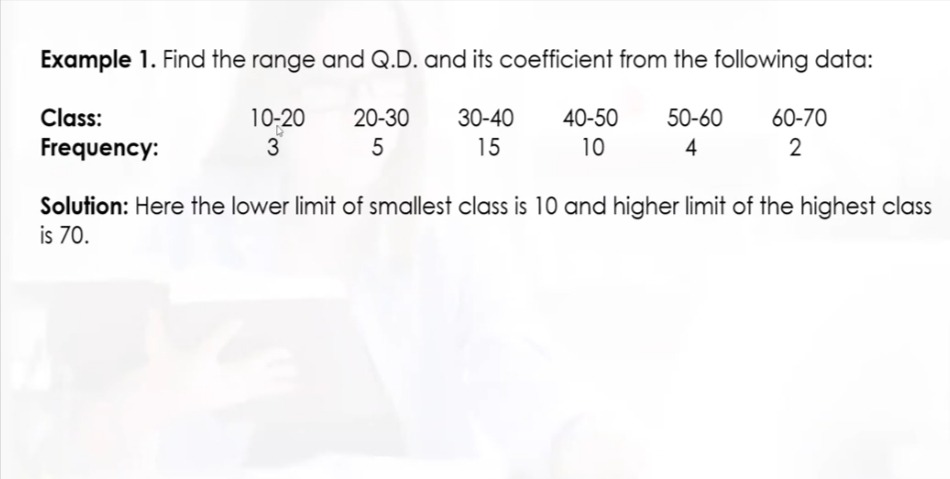 Example 1. Find the range and Q.D. and its coefficient from the following data:
Class: 10-20 20-30 30-40 40-50 50-60 60-70
Frequency: 3 5 15 10 4 2
Solution: Here the lower limit of smallest class is 10 and higher limit of the highest class
is 70.